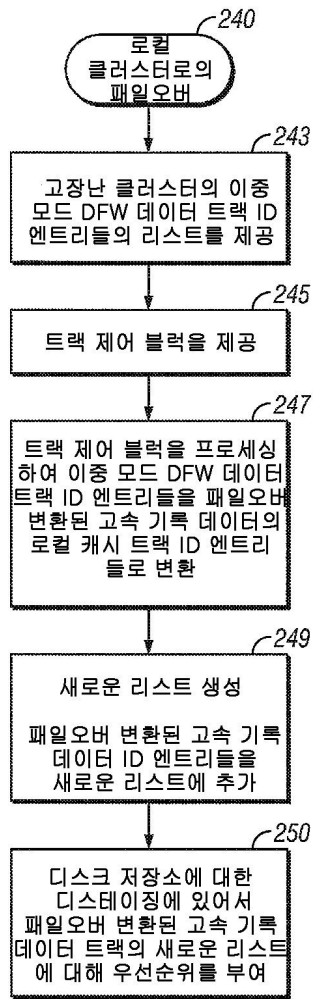 240
로컬
클러스터로의
패일오버
243
고장난 클러스터의 이중
모드 DFW 데이터 트랙 ID
엔트리들의 리스트를 제공
245
트랙 제어 블럭을 제공
247
트랙 제어 블럭을 프로세싱
하여 이중 모드 DFW 데이터
트랙 ID 엔트리들을 패일오버
변환된 고속 기록 데이터의
로컬 캐시 트랙 ID 엔트리
들로 변환
249
새로운 리스트 생성
패일오버 변환된 고속 기록
데이터 ID 엔트리들을
새로운 리스트에 추가
250
디스크 저장소에 대한
디스테이징에 있어서
패일오버 변환된 고속 기록
데이터 트랙의 새로운 리스트
에 대해 우선순위를 부여